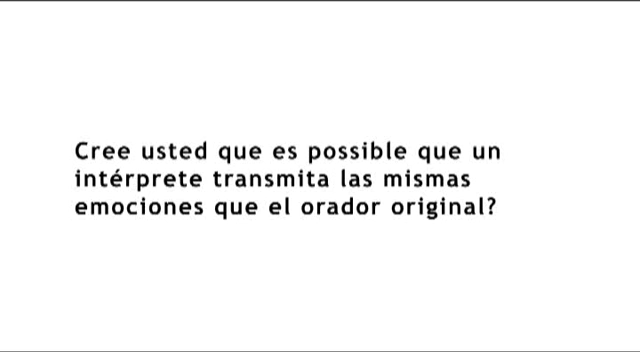 Cree usted que es possible que un
intérprete transmita las mismas
emociones que el orador original?